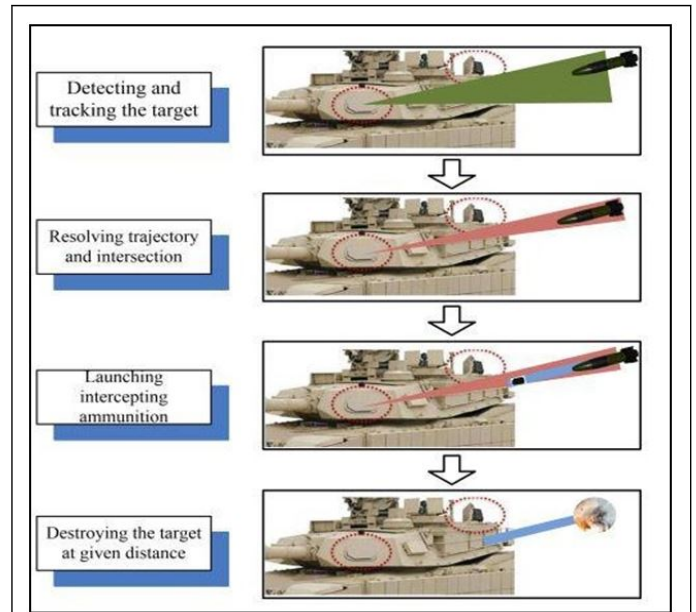 Detecting and
tracking the target
Resolving trajectory
and intersection
Launching
intercepting
ammunition
Destroying the target
at given distance